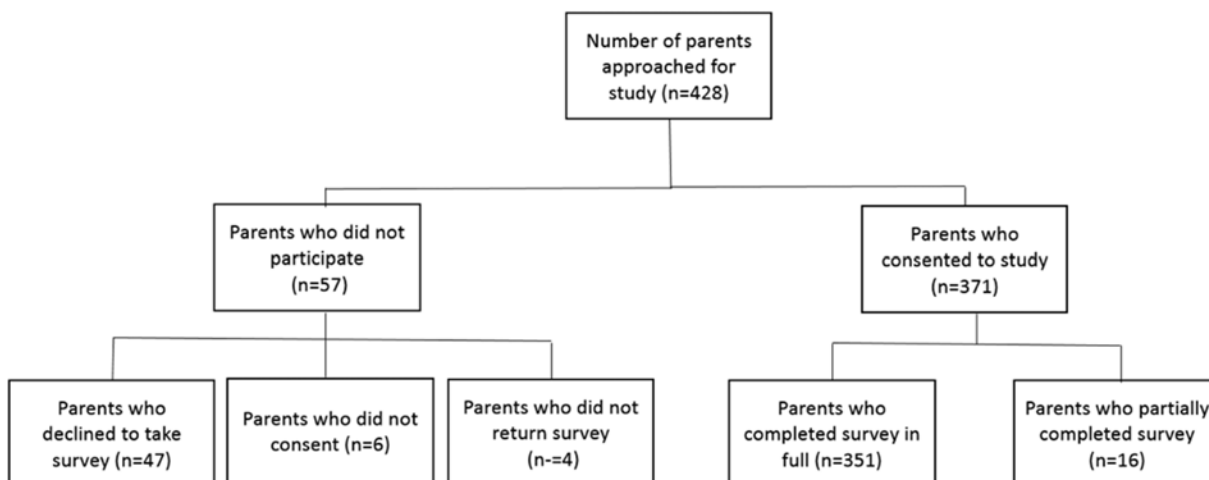 Number of parents
approached for
study (n=428)
Parents who did not
participate
(n=57)
Parents who
consented to study
(n=371)
Parents who
declined to take
survey (n=47)
Parents who did not
consent (n=6)
Parents who did not
return survey
(n-=4)
Parents who
completed survey in
full (n=351)
Parents who partially
completed survey
(n=16)